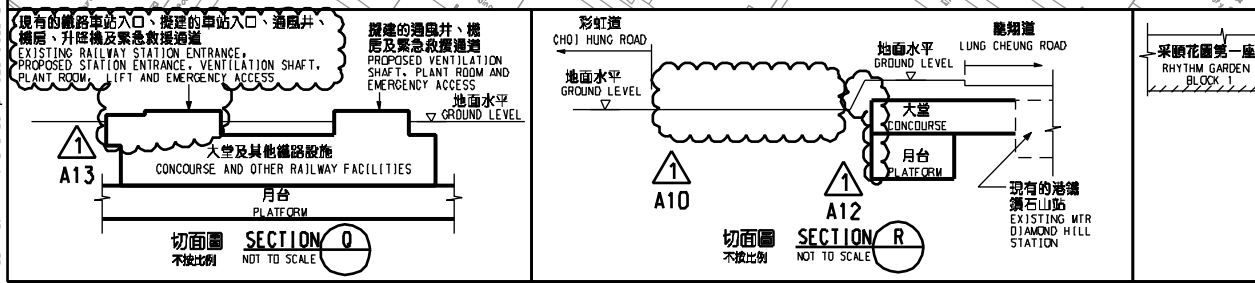 現有的鐵路車站入口、擬建的車站入口、通風井、
機房、升降機及緊急救援通道
EXISTING RAILWAY STATION ENTRANCE,
PROPOSED STATION ENTRANCE, VENTILATION SHAFT,
PLANT ROOM, LIFT AND EMERGENCY ACCESS
擬建的通風井、機
房及緊急救援通道
PROPOSED VENTILATION
SHAFT, PLANT ROOM AND
EMERGENCY ACCESS
地面水平
GROUND LEVEL
1
A13
大堂及其他鐵路設施
CONCOURSE AND OTHER RAILWAY FACILITIES
月台
PLATFORM
切面圖 SECTION Q
不按比例 NOT TO SCALE
彩虹道
CHOI HUNG ROAD
地面水平
GROUND LEVEL
地面水平
GROUND LEVEL
龍翔道
LUNG CHEUNG ROAD
大堂
CONCOURSE
月台
PLATFORM
1
A10
1
A12
現有的港鐵
鑽石山站
EXISTING MTR
DIAMOND HILL
STATION
切面圖 SECTION R
不按比例 NOT TO SCALE
采頤花園第一座
RHYTHM GARDEN
BLOCK 1